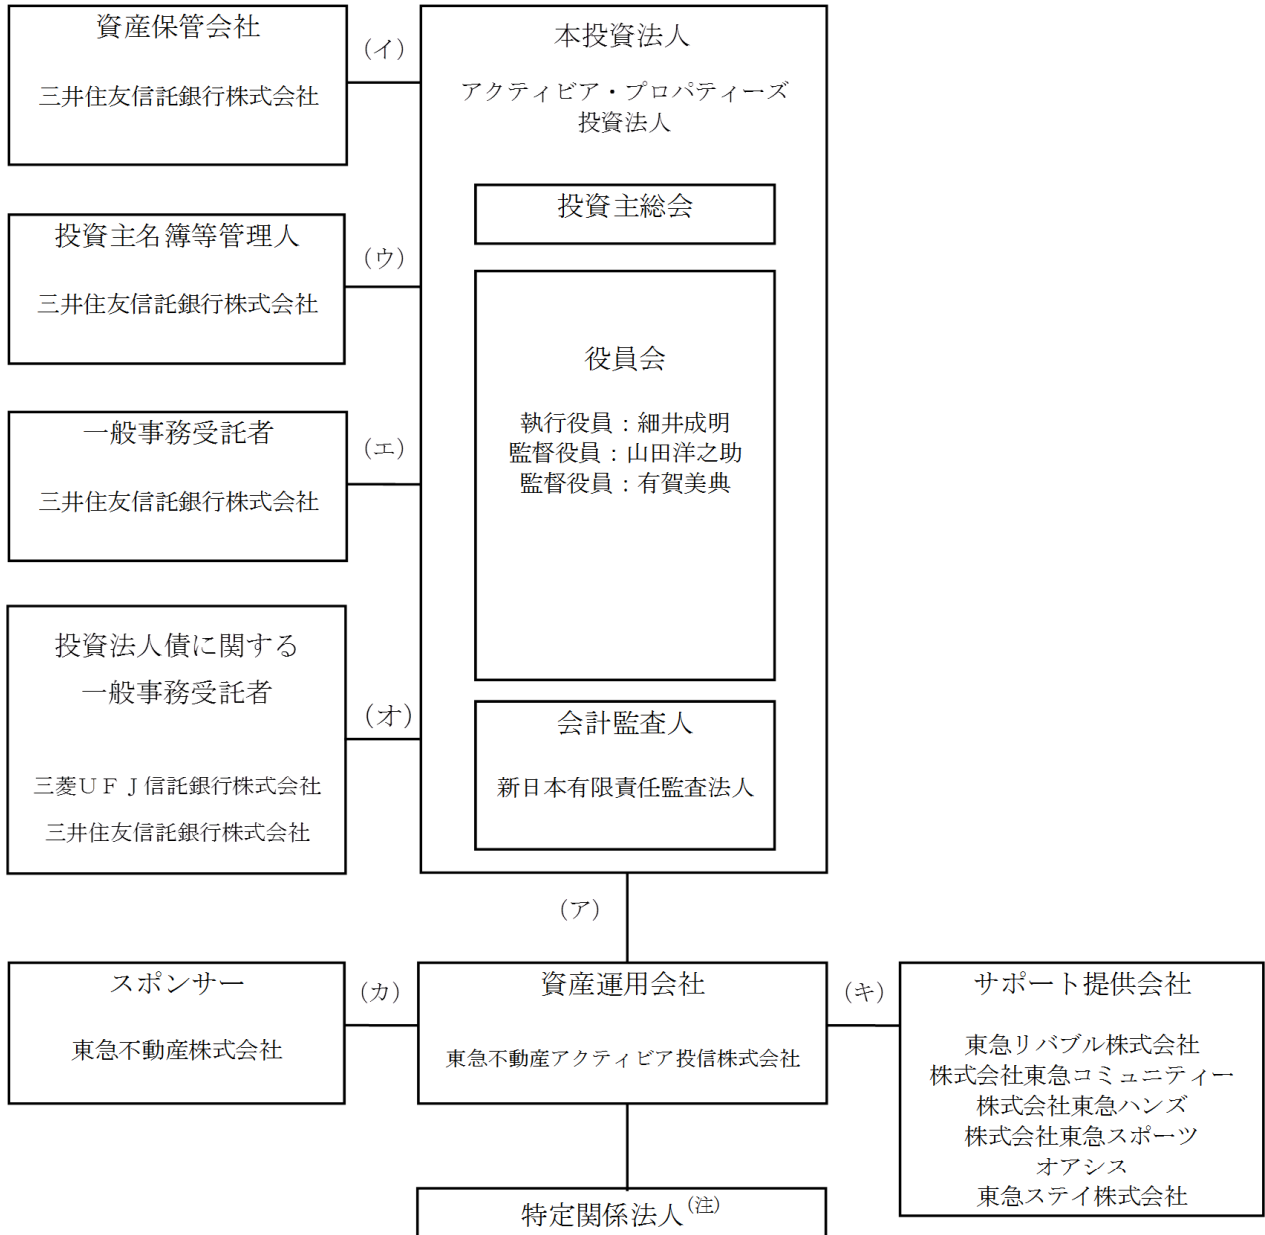 資産保管会社
三井住友信託銀行株式会社
（イ）
本投資法人
アクティビア・プロパティーズ
投資法人
投資主総会
投資主名簿等管理人
三井住友信託銀行株式会社
（ウ）
役員会
執行役員：細井成明
監督役員：山田洋之助
監督役員：有賀美典
一般事務受託者
三井住友信託銀行株式会社
（エ）
投資法人債に関する
一般事務受託者
三菱ＵＦＪ信託銀行株式会社
三井住友信託銀行株式会社
（オ）
会計監査人
新日本有限責任監査法人
（ア）
スポンサー
東急不動産株式会社
（カ）
資産運用会社
東急不動産アクティビア投信株式会社
（キ）
サポート提供会社
東急リバブル株式会社
株式会社東急コミュニティー
株式会社東急ハンズ
株式会社東急スポーツ
オアシス
東急ステイ株式会社
特定関係法人（注）